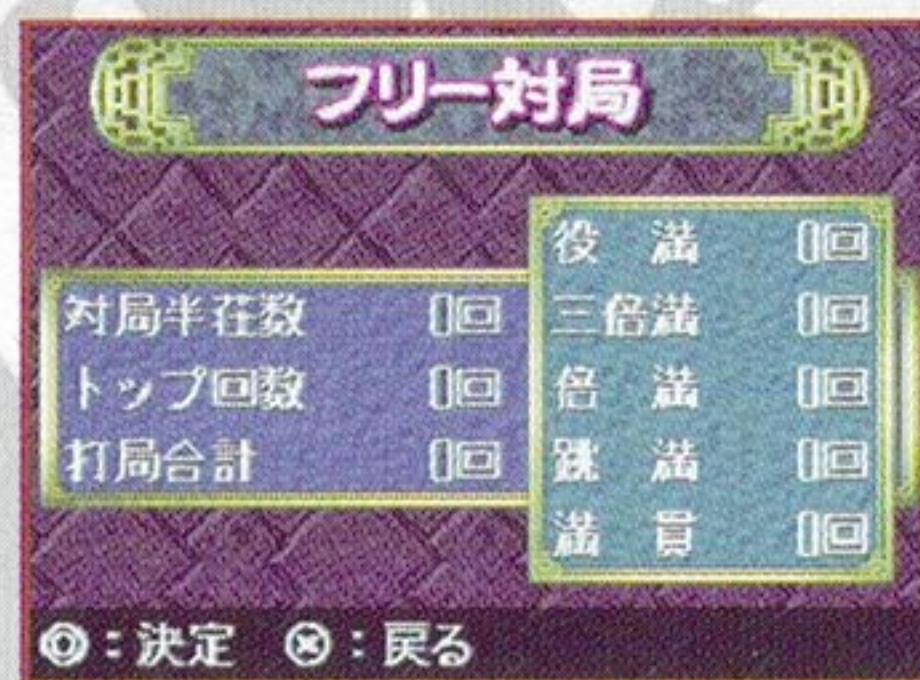 フリー対局
対局半荘数 0回
トップ回数 0回
打局合計 0回
役満 0回
三倍満 0回
倍満 0回
跳満 0回
満貫 0回
◎：決定 ⊗：戻る